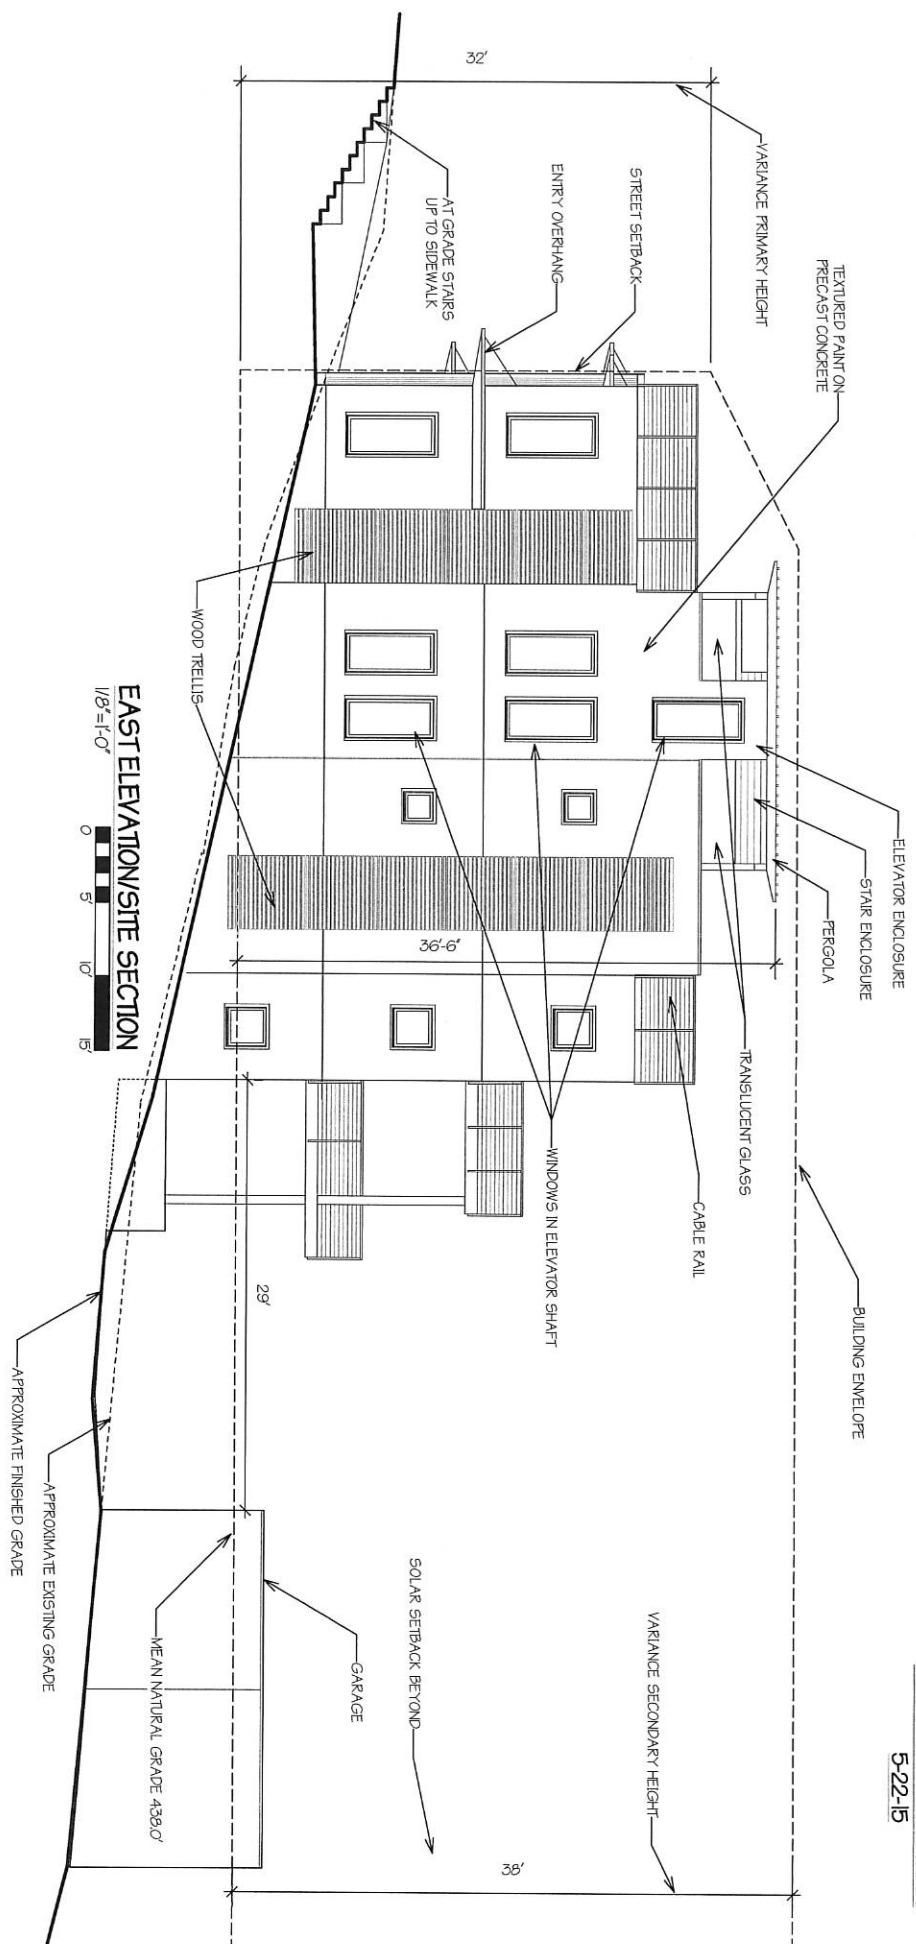 5-22-15
BUILDING ENVELOPE
ELEVATOR ENCLOSURE
STAIR ENCLOSURE
PERGOLA
TEXTURED PAINT ON
PRECAST CONCRETE
TRANSLUCENT GLASS
VARIANCE PRIMARY HEIGHT
32'
STREET SETBACK
ENTRY OVERHANG
AT GRADE STAIRS
UP TO SIDEWALK
CABLE RAIL
WINDOWS IN ELEVATOR SHAFT
36'-6"
VARIANCE SECONDARY HEIGHT
38'
SOLAR SETBACK BEYOND
GARAGE
29'
MEAN NATURAL GRADE 438.0'
WOOD TRELLIS
APPROXIMATE EXISTING GRADE
APPROXIMATE FINISHED GRADE
EAST ELEVATION/SITE SECTION
1/8"=1'-0"
0 5' 10' 15'